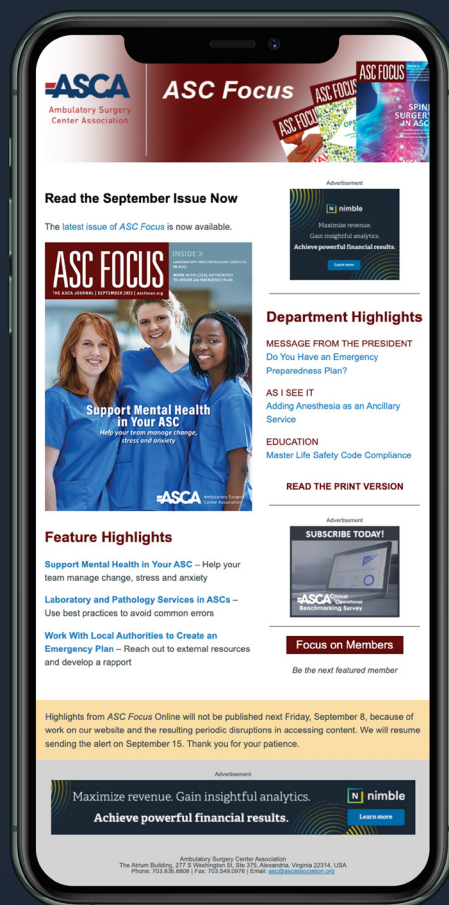 ASCA
Ambulatory Surgery
Center Association
ASC Focus
ASC FOCUS
ASC FOCUS
ASC FOCUS
SPINE
SURGERY
IN ASC
Read the September Issue Now
The latest issue of ASC Focus is now available.
ASC FOCUS
THE ASCA JOURNAL | SEPTEMBER 2023 | ascfocus.org
INSIDE
LABORATORY AND PATHOLOGY SERVICES
IN ASCs
WORK WITH LOCAL AUTHORITIES
TO CREATE AN EMERGENCY PLAN
Support Mental Health
in Your ASC
Help your team manage change,
stress and anxiety
ASCA Ambulatory Surgery
Center Association
Feature Highlights
Support Mental Health in Your ASC – Help your
team manage change, stress and anxiety
Laboratory and Pathology Services in ASCs –
Use best practices to avoid common errors
Work With Local Authorities to Create an
Emergency Plan – Reach out to external resources
and develop a rapport
Advertisement
N nimble
Maximize revenue.
Gain insightful analytics.
Achieve powerful financial results.
Learn more
Department Highlights
MESSAGE FROM THE PRESIDENT
Do You Have an Emergency
Preparedness Plan?
AS I SEE IT
Adding Anesthesia as an Ancillary
Service
EDUCATION
Master Life Safety Code Compliance
READ THE PRINT VERSION
Advertisement
SUBSCRIBE TODAY!
ASCA Clinical & Operational
Benchmarking Survey
Focus on Members
Be the next featured member
Highlights from ASC Focus Online will not be published next Friday, September 8, because of
work on our website and the resulting periodic disruptions in accessing content. We will resume
sending the alert on September 15. Thank you for your patience.
Advertisement
Maximize revenue. Gain insightful analytics.
Achieve powerful financial results.
N nimble
Learn more
Ambulatory Surgery Center Association
The Atrium Building, 277 S Washington St, Ste 375, Alexandria, Virginia 22314, USA
Phone: 703.836.8808 | Fax: 703.549.0976 | Email: asc@ascassociation.org